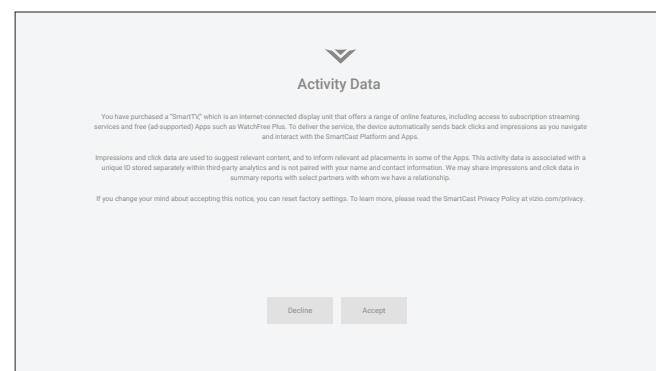 Activity Data
You have purchased a "SmartTV," which is an internet-connected display unit that offers a range of online features, including access to subscription streaming
services and free (ad-supported) Apps such as WatchFree Plus. To deliver the service, the device automatically sends back clicks and impressions as you navigate
and interact with the SmartCast Platform and Apps.
Impressions and click data are used to suggest relevant content, and to inform relevant ad placements in some of the Apps. This activity data is associated with a
unique ID stored separately within third-party analytics and is not paired with your name and contact information. We may share impressions and click data in
summary reports with select partners with whom we have a relationship.
If you change your mind about accepting this notice, you can reset factory settings. To learn more, please read the SmartCast Privacy Policy at vizio.com/privacy.
Decline Accept